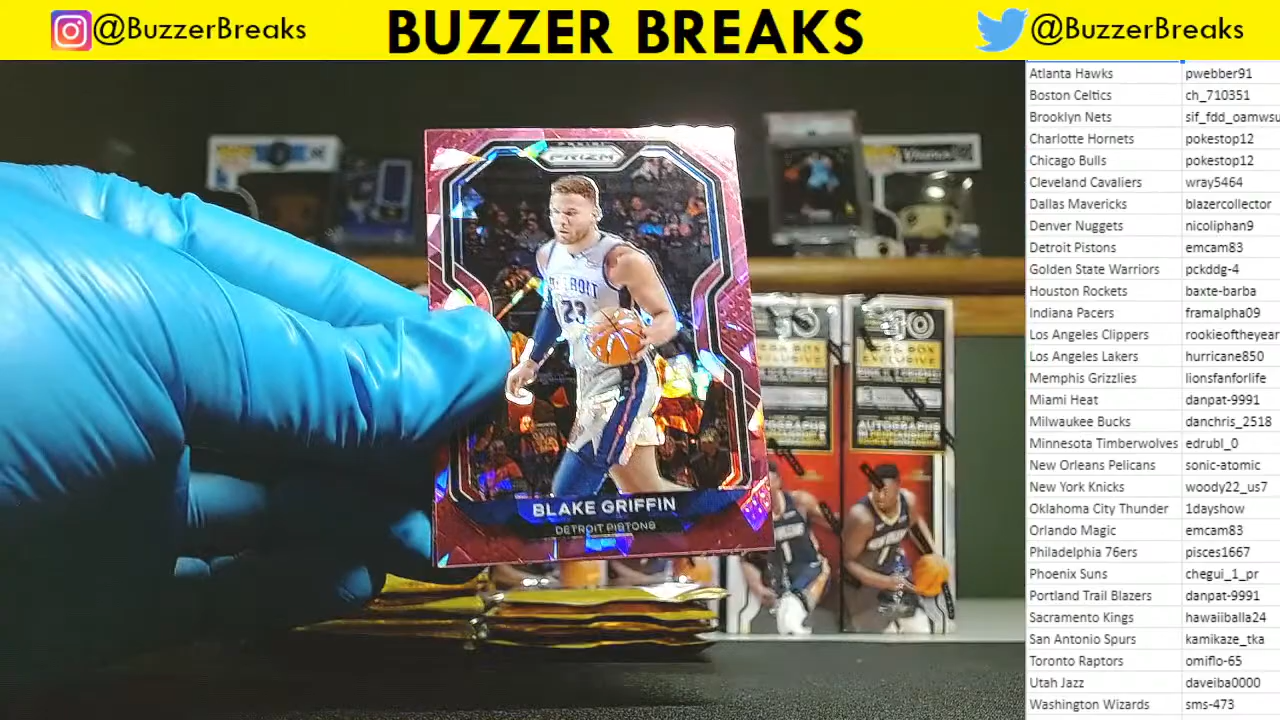 @BuzzerBreaks
BUZZER BREAKS
@BuzzerBreaks
PANINI
PRIZM
DETROIT
23
BLAKE GRIFFIN
DETROIT PISTONS
Atlanta Hawks pwebber91
Boston Celtics ch_710351
Brooklyn Nets sif_fdd_oamwsu
Charlotte Hornets pokestop12
Chicago Bulls pokestop12
Cleveland Cavaliers wray5464
Dallas Mavericks blazercollector
Denver Nuggets nicoliphan9
Detroit Pistons emcam83
Golden State Warriors pckddg-4
Houston Rockets baxte-barba
Indiana Pacers framalpha09
Los Angeles Clippers rookieoftheyear
Los Angeles Lakers hurricane850
Memphis Grizzlies lionsfanforlife
Miami Heat danpat-9991
Milwaukee Bucks danchris_2518
Minnesota Timberwolves edrubl_0
New Orleans Pelicans sonic-atomic
New York Knicks woody22_us7
Oklahoma City Thunder 1dayshow
Orlando Magic emcam83
Philadelphia 76ers pisces1667
Phoenix Suns chegui_1_pr
Portland Trail Blazers danpat-9991
Sacramento Kings hawaiiballa24
San Antonio Spurs kamikaze_tka
Toronto Raptors omiflo-65
Utah Jazz daveiba0000
Washington Wizards sms-473